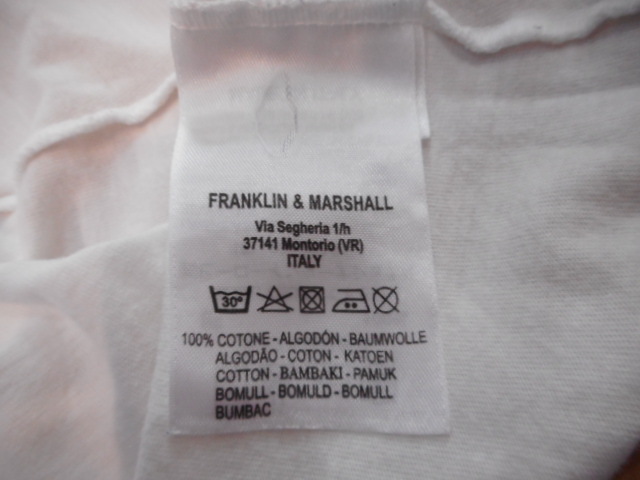 FRANKLIN & MARSHALL
Via Segheria 1/h
37141 Montorio (VR)
ITALY
30°
100% COTONE - ALGODÓN - BAUMWOLLE
ALGODÃO - COTON - KATOEN
COTTON - BAMBAKI - PAMUK
BOMULL - BOMULD - BOMULL
BUMBAC